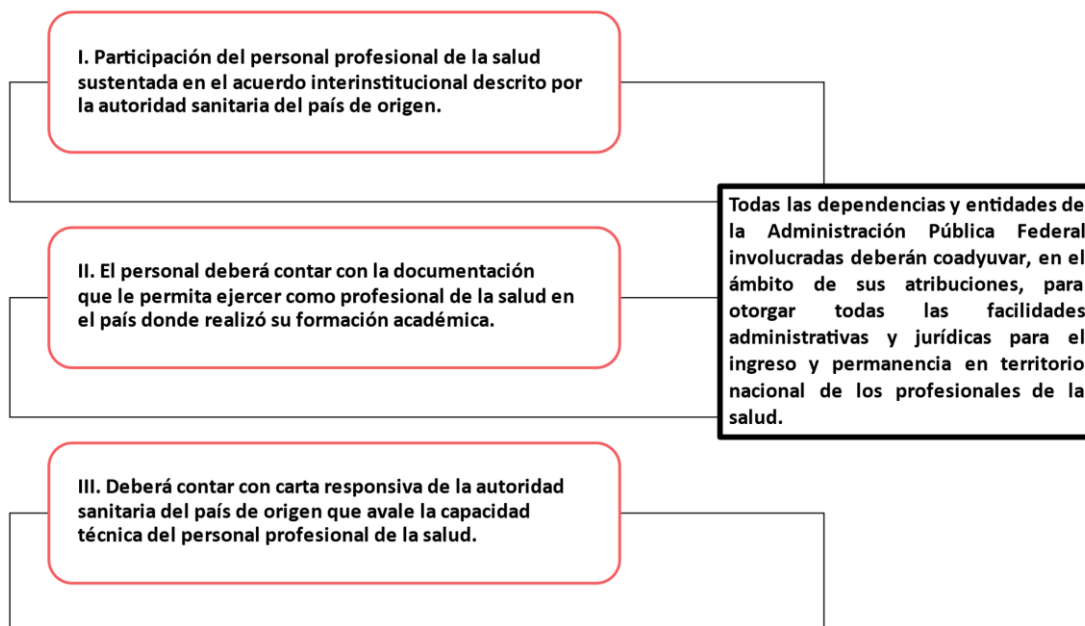 I. Participación del personal profesional de la salud
sustentada en el acuerdo interinstitucional descrito por
la autoridad sanitaria del país de origen.
Todas las dependencias y entidades de
la Administración Pública Federal
involucradas deberán coadyuvar, en el
ámbito de sus atribuciones, para
otorgar todas las facilidades
administrativas y jurídicas para el
ingreso y permanencia en territorio
nacional de los profesionales de la
salud.
II. El personal deberá contar con la documentación
que le permita ejercer como profesional de la salud en
el país donde realizó su formación académica.
III. Deberá contar con carta responsiva de la autoridad
sanitaria del país de origen que avale la capacidad
técnica del personal profesional de la salud.